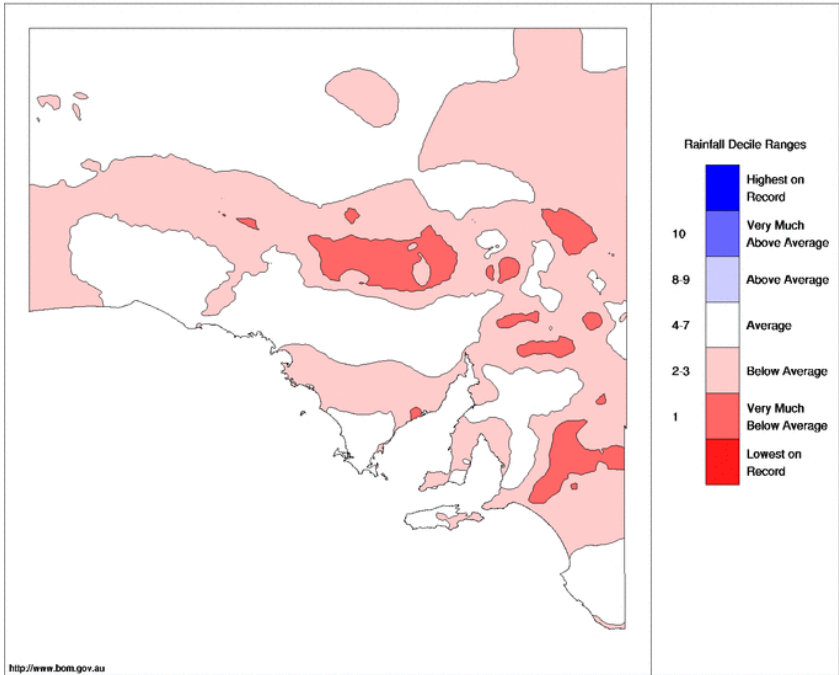 Rainfall Decile Ranges
Highest on
Record
10
Very Much
Above Average
8-9
Above Average
4-7
Average
2-3
Below Average
1
Very Much
Below Average
Lowest on
Record
http://www.bom.gov.au